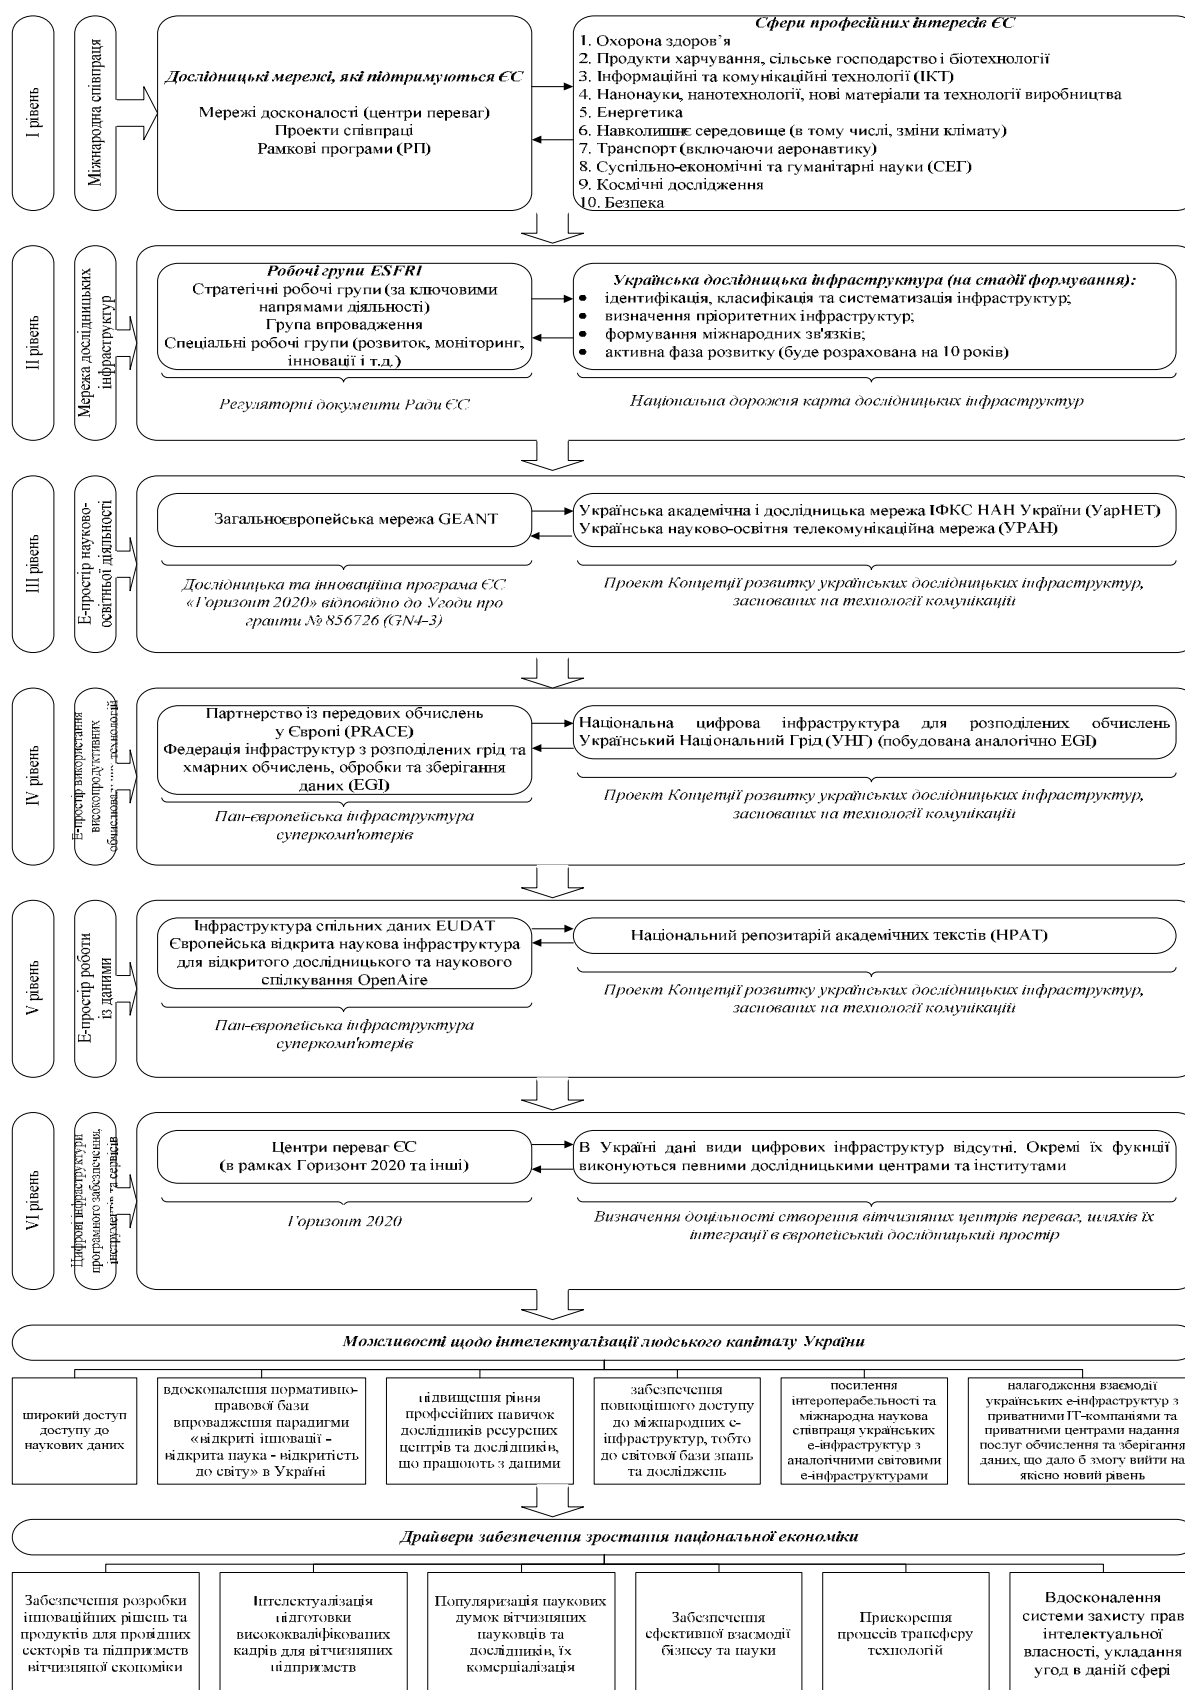 I рівень
Міжнародна співпраця
Дослідницькі мережі, які підтримуються ЄС
Мережі досконалості (центри переваг)
Проекти співпраці
Рамкові програми (РП)
Сфери професійних інтересів ЄС
1. Охорона здоров'я
2. Продукти харчування, сільське господарство і біотехнології
3. Інформаційні та комунікаційні технології (ІКТ)
4. Нанонауки, нанотехнології, нові матеріали та технології виробництва
5. Енергетика
6. Навколишнє середовище (в тому числі, зміни клімату)
7. Транспорт (включаючи аеронавтику)
8. Суспільно-економічні та гуманітарні науки (СЕГ)
9. Космічні дослідження
10. Безпека
II рівень
Мережа дослідницьких
інфраструктур
Робочі групи ESFRI
Стратегічні робочі групи (за ключовими
напрямами діяльності)
Група впровадження
Спеціальні робочі групи (розвиток, моніторинг,
інновації і т.д.)
Регуляторні документи Ради ЄС
Українська дослідницька інфраструктура (на стадії формування):
• ідентифікація, класифікація та систематизація інфраструктур;
• визначення пріоритетних інфраструктур;
• формування міжнародних зв'язків;
• активна фаза розвитку (буде розрахована на 10 років)
Національна дорожня карта дослідницьких інфраструктур
III рівень
Е-простір науково-
освітньої діяльності
Загальноєвропейська мережа GEANT
Дослідницька та інноваційна програма ЄС
«Горизонт 2020» відповідно до Угоди про
гранти № 856726 (GN4-3)
Українська академічна і дослідницька мережа ІФКС НАН України (УарНЕТ)
Українська науково-освітня телекомунікаційна мережа (УРАН)
Проект Концепції розвитку українських дослідницьких інфраструктур,
заснованих на технології комунікацій
IV рівень
Е-простір використання
високопродуктивних
технологій
Партнерство із передових обчислень
у Європі (PRACE)
Федерація інфраструктур з розподілених грід та
хмарних обчислень, обробки та зберігання
даних (EGI)
Пан-європейська інфраструктура
суперкомп'ютерів
Національна цифрова інфраструктура для розподілених обчислень
Український Національний Грід (УНГ) (побудована аналогічно EGI)
Проект Концепції розвитку українських дослідницьких інфраструктур,
заснованих на технології комунікацій
V рівень
Е-простір роботи
із даними
Інфраструктура спільних даних EUDAT
Європейська відкрита наукова інфраструктура
для відкритого дослідницького та наукового
спілкування OpenAire
Пан-європейська інфраструктура
суперкомп'ютерів
Національний репозитарій академічних текстів (НРАТ)
Проект Концепції розвитку українських дослідницьких інфраструктур,
заснованих на технології комунікацій
VI рівень
Цифрові інфраструктури
програмного забезпечення,
інструментів та сервісів
Центри переваг ЄС
(в рамках Горизонт 2020 та інші)
Горизонт 2020
В Україні дані види цифрових інфраструктур відсутні. Окремі їх фукнції
виконуються певними дослідницькими центрами та інститутами
Визначення доцільності створення вітчизняних центрів переваг, шляхів їх
інтеграції в європейський дослідницький простір
Можливості щодо інтелектуалізації людського капіталу України
широкий доступ
доступу до
наукових даних
вдосконалення нормативно-
правової бази
впровадження парадигми
«відкриті інновації -
відкрита наука - відкритість
до світу» в Україні
підвищення рівня
професійних навичок
дослідників ресурсних
центрів та дослідників,
що працюють з даними
забезпечення
повноцінного доступу
до міжнародних е-
інфраструктур, тобто
до світової бази знань
та досліджень
посилення
інтероперабельності та
міжнародна наукова
співпраця українських
е-інфраструктур з
аналогічними світовими
е-інфраструктурами
налагодження взаємодії
українських е-інфраструктур з
приватними ІТ-компаніями та
приватними центрами надання
послуг обчислення та зберігання
даних, що дало б змогу вийти на
якісно новий рівень
Драйвери забезпечення зростання національної економіки
Забезпечення розробки
інноваційних рішень та
продуктів для провідних
секторів та підприємств
вітчизняної економіки
Інтелектуалізація
підготовки
висококваліфікованих
кадрів для вітчизняних
підприємств
Популяризація наукових
думок вітчизняних
науковців та
дослідників, їх
комерціалізація
Забезпечення
ефективної взаємодії
бізнесу та науки
Прискорення
процесів трансферу
технологій
Вдосконалення
системи захисту прав
інтелектуальної
власності, укладання
угод в даній сфері